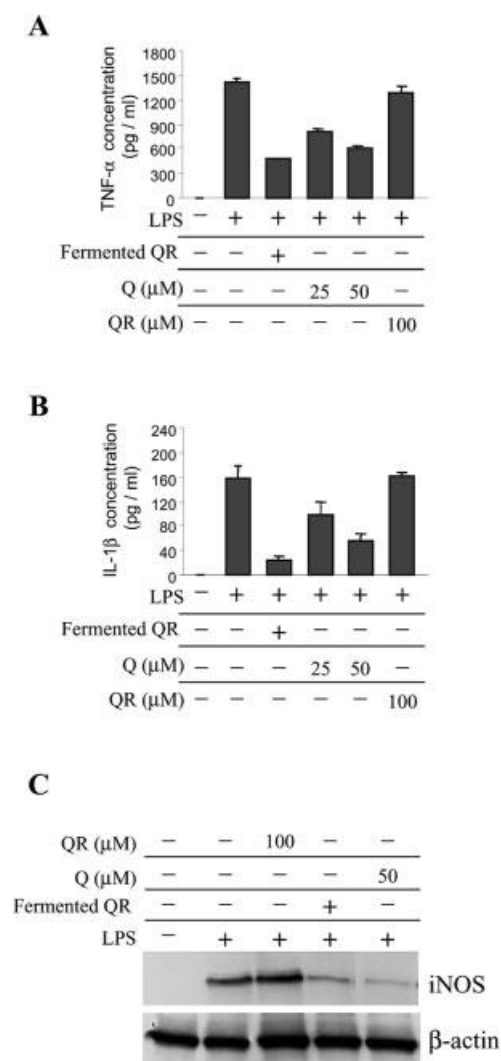 A
TNF-α concentration
(pg / ml)
1800
1500
1200
900
600
300
0
LPS − + + + + +
Fermented QR − − + − − −
Q (μM) − − − 25 50 −
QR (μM) − − − − − 100
B
IL-1β concentration
(pg / ml)
240
200
160
120
80
40
0
LPS − + + + + +
Fermented QR − − + − − −
Q (μM) − − − 25 50 −
QR (μM) − − − − − 100
C
QR (μM) − − 100 − −
Q (μM) − − − − 50
Fermented QR − − − + −
LPS − + + + +
iNOS
β-actin